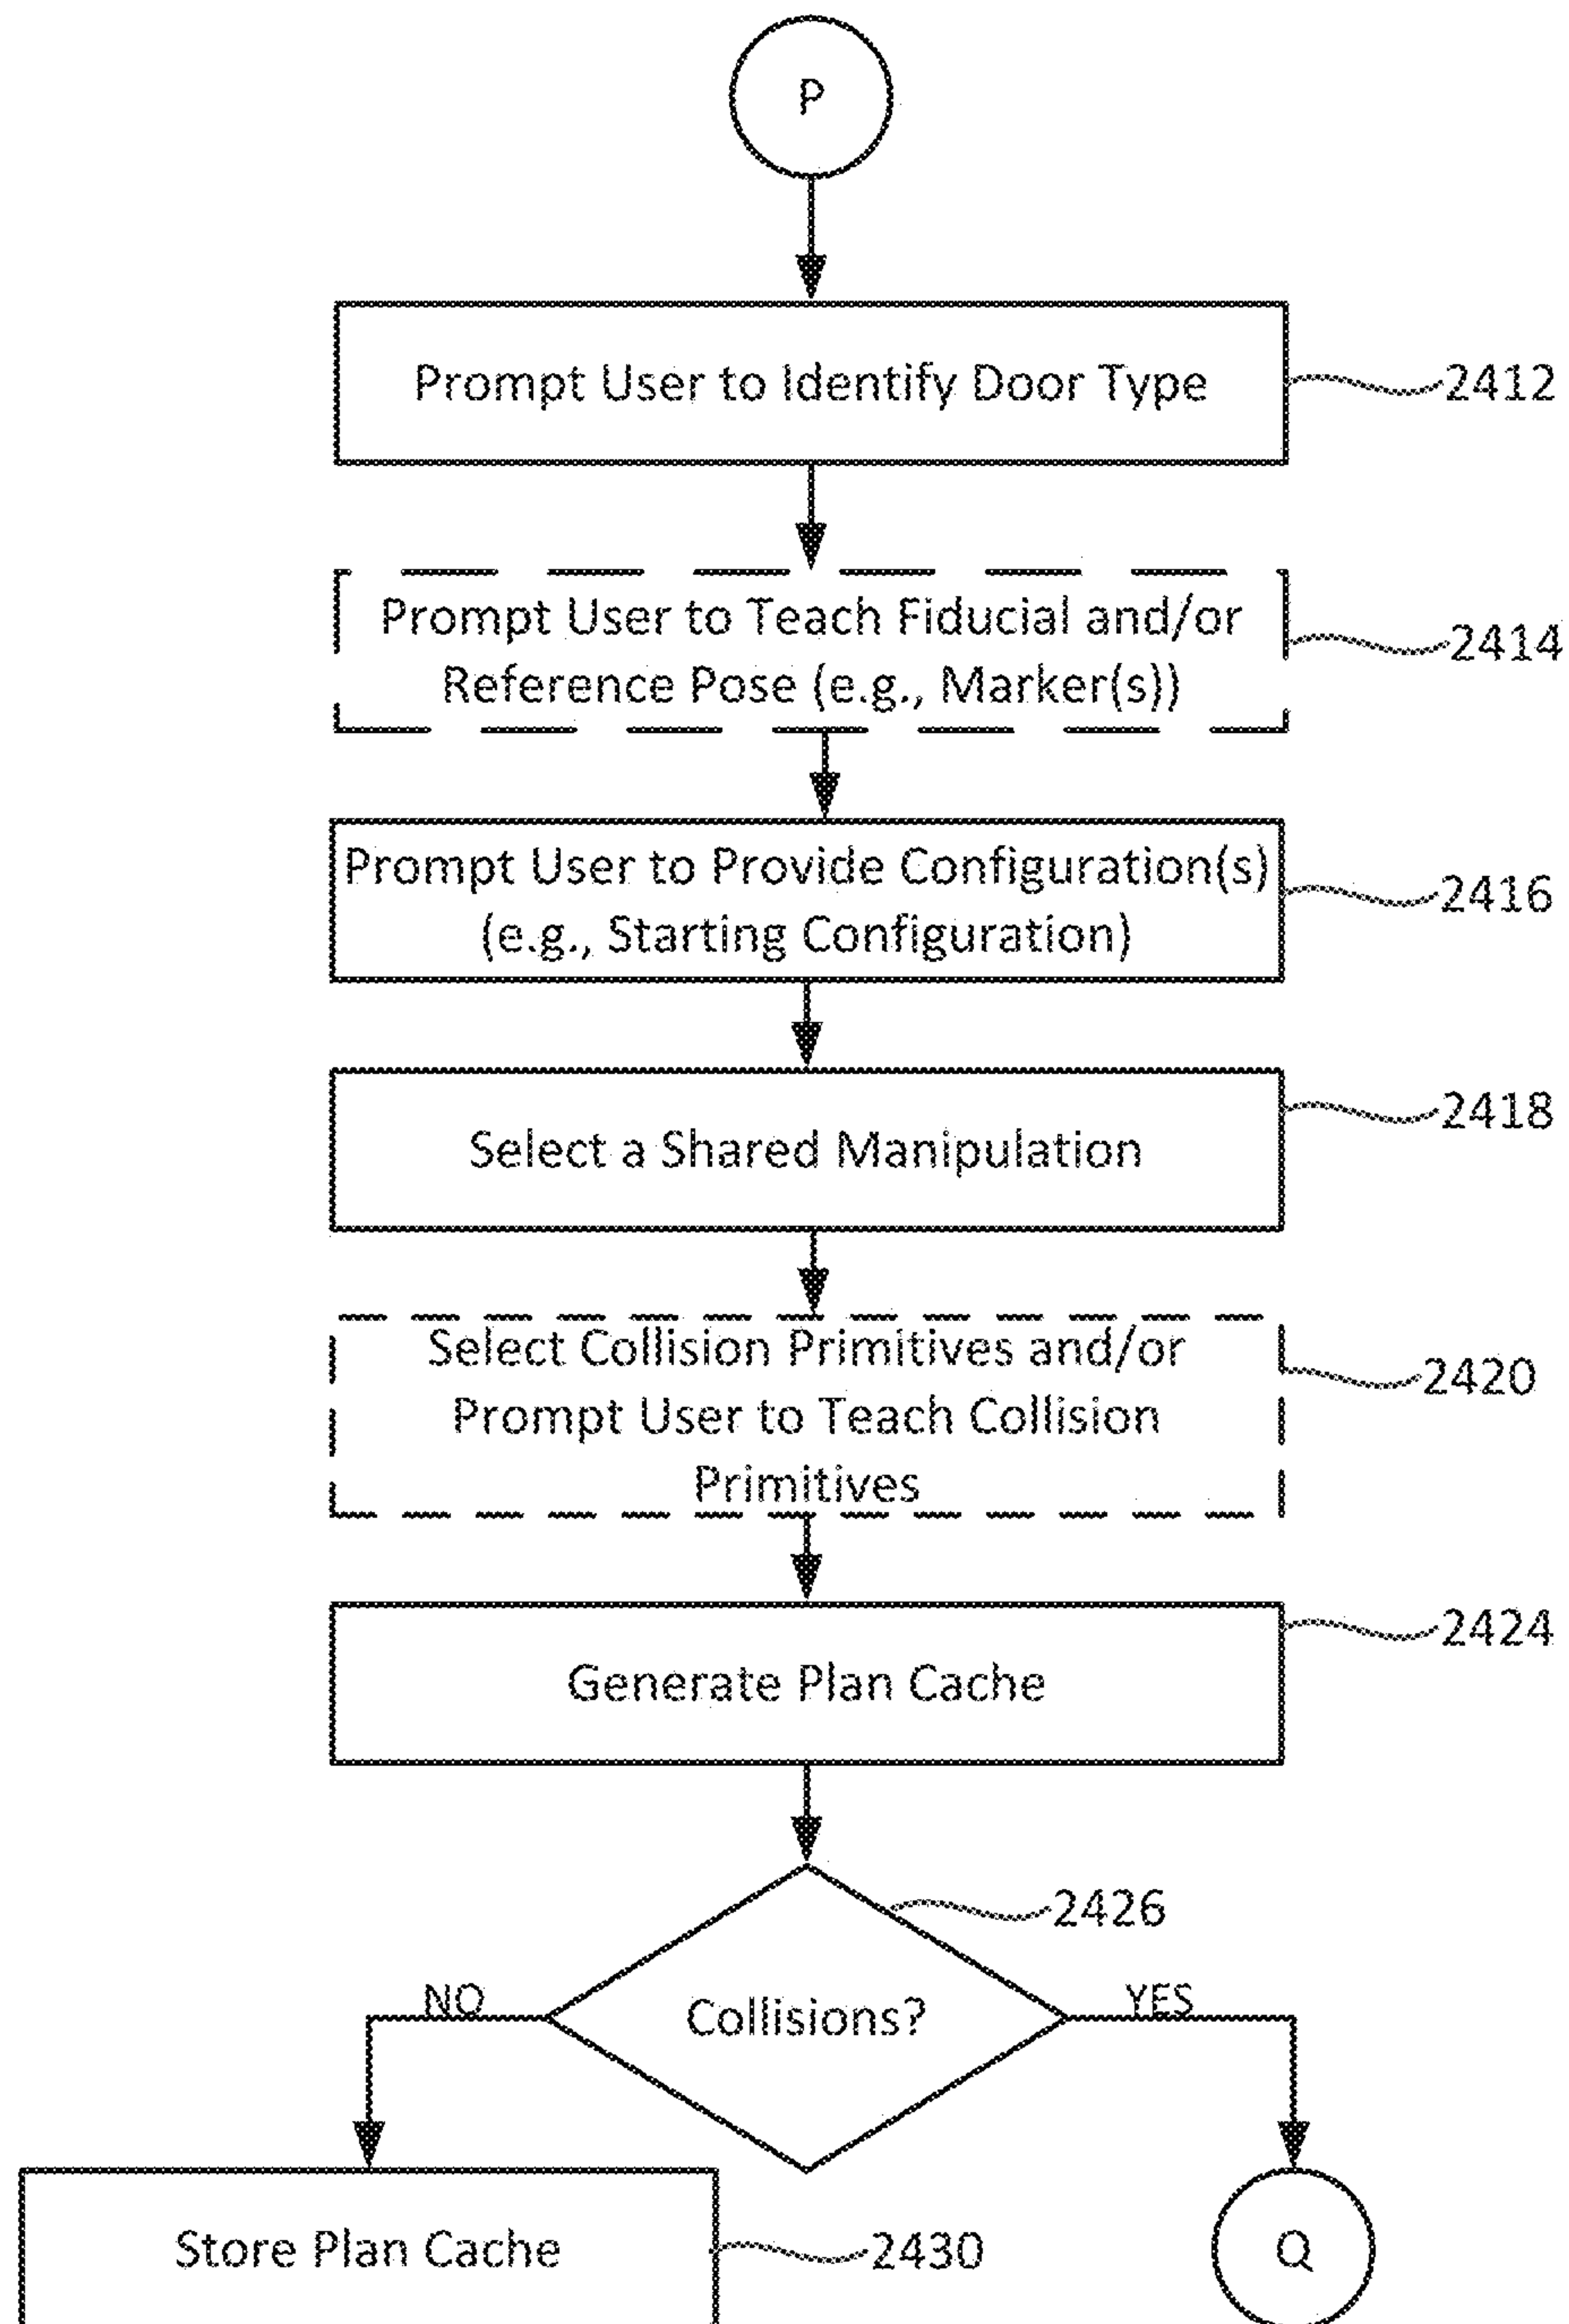 P
Prompt User to Identify Door Type
2412
Prompt User to Teach Fiducial and/or
Reference Pose (e.g., Marker(s))
2414
Prompt User to Provide Configuration(s)
(e.g., Starting Configuration)
2416
Select a Shared Manipulation
2418
Select Collision Primitives and/or
Prompt User to Teach Collision
Primitives
2420
Generate Plan Cache
2424
Collisions?
2426
NO
YES
Store Plan Cache
2430
Q